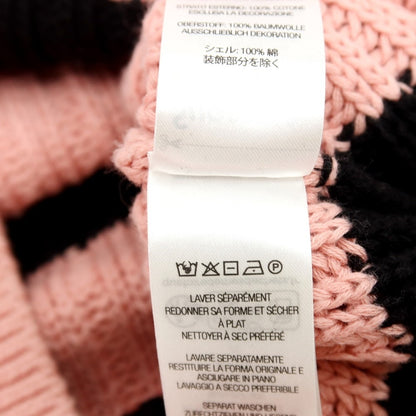 STRATO ESTERNO: 100% COTONE
ESCLUSA LA DECORAZIONE
OBERSTOFF: 100% BAUMWOLLE
AUSSCHLIEßLICH DEKORATION
シェル: 100% 綿
装飾部分を除く
P
LAVER SÉPARÉMENT
REDONNER SA FORME ET SÉCHER
À PLAT
NETTOYER À SEC PRÉFÉRÉ
LAVARE SEPARATAMENTE
RESTITUIRE LA FORMA ORIGINALE E
ASCIUGARE IN PIANO
LAVAGGIO A SECCO PREFERIBILE
SEPARAT WASCHEN